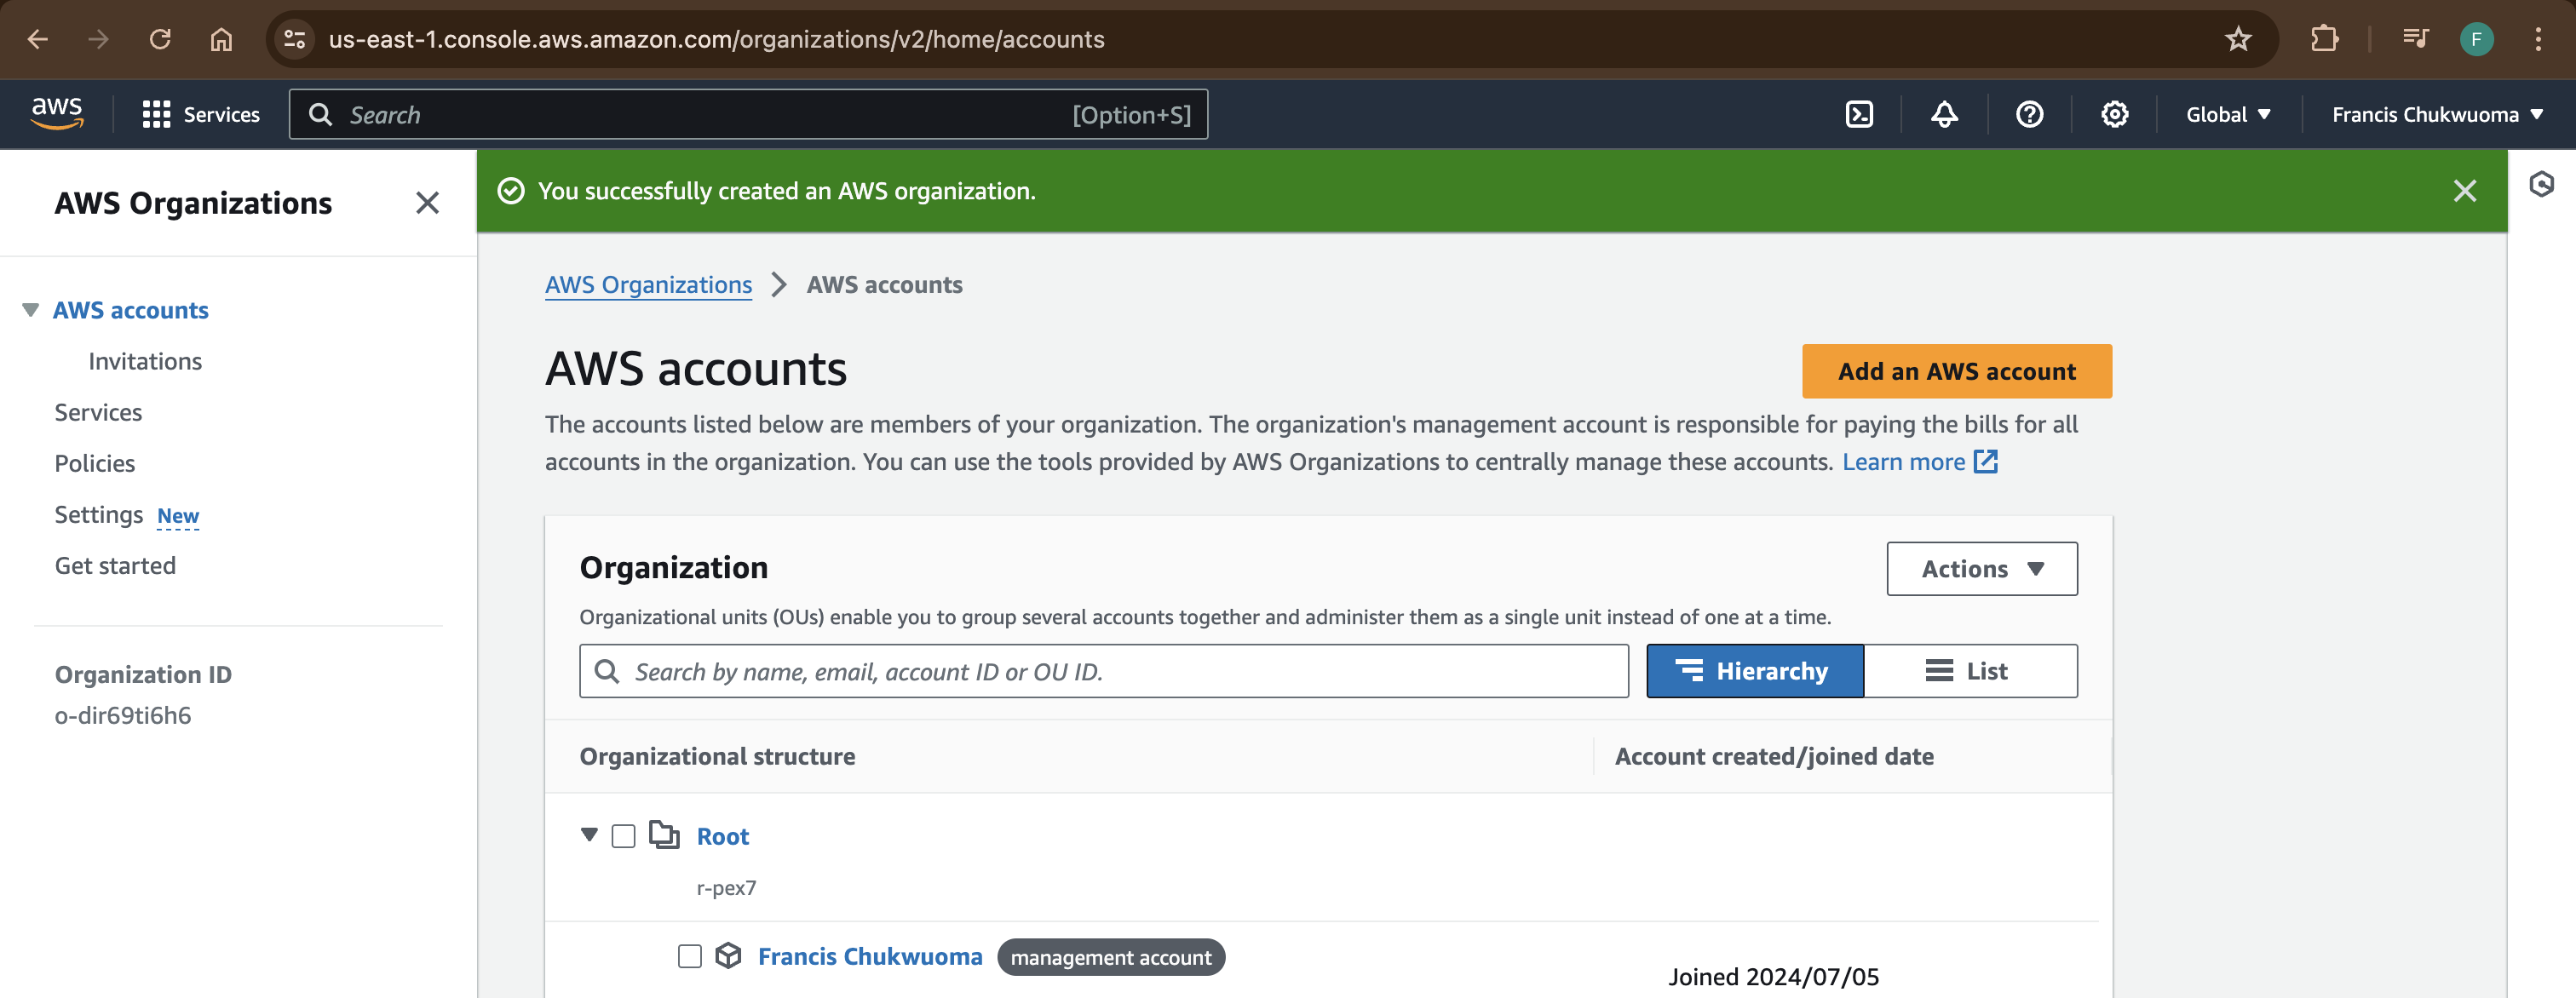 us-east-1.console.aws.amazon.com/organizations/v2/home/accounts
F
aws
Services
Search
[Option+S]
Global
Francis Chukwuoma
AWS Organizations
You successfully created an AWS organization.
AWS accounts
Invitations
Services
Policies
Settings New
Get started
Organization ID
o-dir69ti6h6
AWS Organizations > AWS accounts
AWS accounts
Add an AWS account
The accounts listed below are members of your organization. The organization's management account is responsible for paying the bills for all
accounts in the organization. You can use the tools provided by AWS Organizations to centrally manage these accounts. Learn more
Organization
Actions
Organizational units (OUs) enable you to group several accounts together and administer them as a single unit instead of one at a time.
Search by name, email, account ID or OU ID.
Hierarchy
List
Organizational structure
Account created/joined date
Root
r-pex7
Francis Chukwuoma management account
Joined 2024/07/05